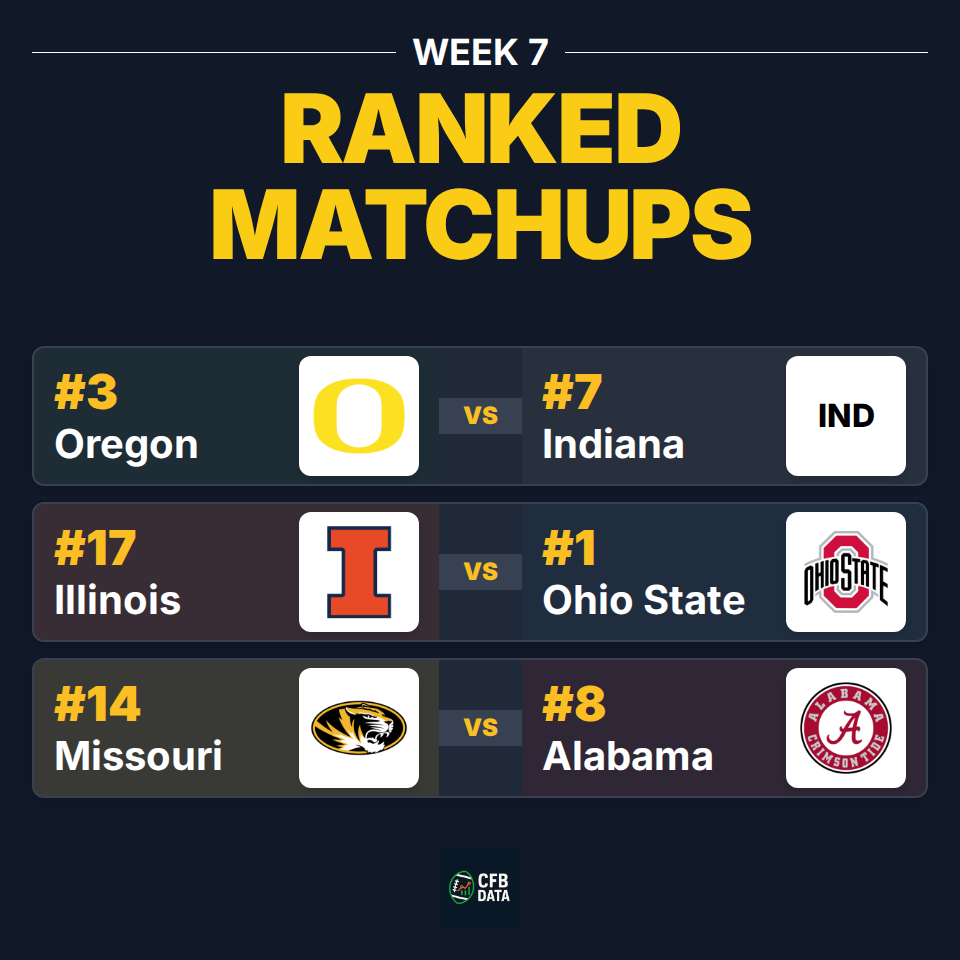 WEEK 7
RANKED
MATCHUPS
#3
Oregon
O
vs
#7
Indiana
IND
#17
Illinois
I
vs
#1
Ohio State
OHIO STATE
#14
Missouri
vs
#8
Alabama
ALABAMA
A
CRIMSON TIDE
CFB
DATA